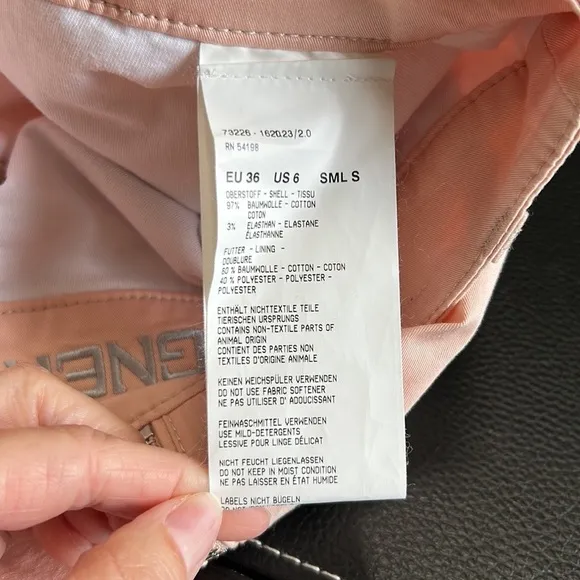 73226 - 162023/2.0
RN 54198
EU 36 US 6 SML S
OBERSTOFF - SHELL - TISSU
97% BAUMWOLLE - COTTON
COTON
3% ELASTHAN - ELASTANE
ÉLASTHANNE
FUTTER - LINING -
DOUBLURE
60 % BAUMWOLLE - COTTON - COTON
40 % POLYESTER - POLYESTER -
POLYESTER
ENTHÄLT NICHTTEXTILE TEILE
TIERISCHEN URSPRUNGS
CONTAINS NON-TEXTILE PARTS OF
ANIMAL ORIGIN
CONTIENT DES PARTIES NON
TEXTILES D'ORIGINE ANIMALE
KEINEN WEICHSPÜLER VERWENDEN
DO NOT USE FABRIC SOFTENER
NE PAS UTILISER D' ADOUCISSANT
FEINWASCHMITTEL VERWENDEN
USE MILD-DETERGENTS
LESSIVE POUR LINGE DÉLICAT
NICHT FEUCHT LIEGENLASSEN
DO NOT KEEP IN MOIST CONDITION
NE PAS LAISSER EN ÉTAT HUMIDE
LABELS NICHT BÜGELN
GNER